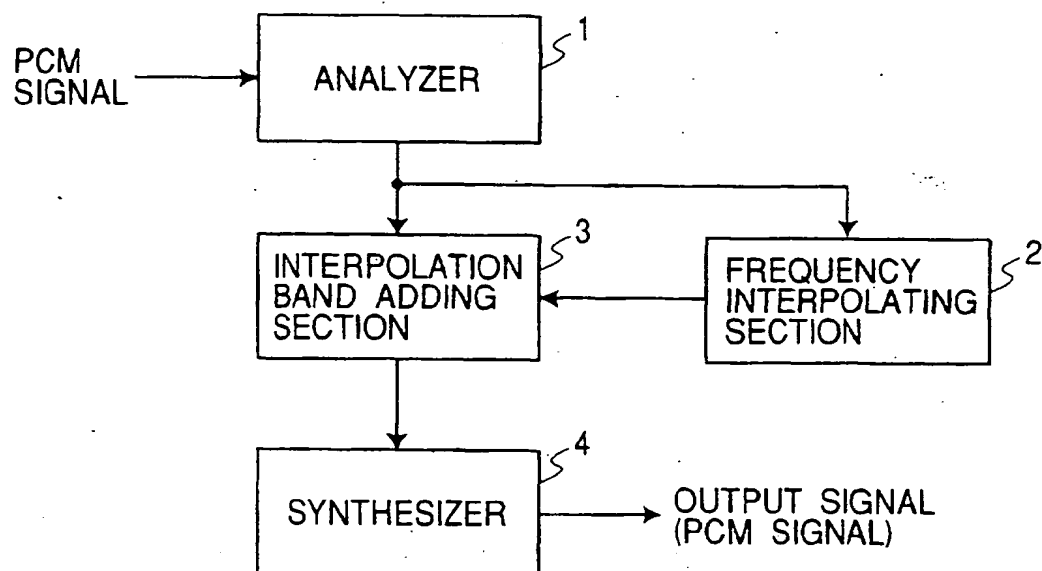 1
PCM
SIGNAL
ANALYZER
3
INTERPOLATION
BAND ADDING
SECTION
2
FREQUENCY
INTERPOLATING
SECTION
4
SYNTHESIZER
OUTPUT SIGNAL
(PCM SIGNAL)